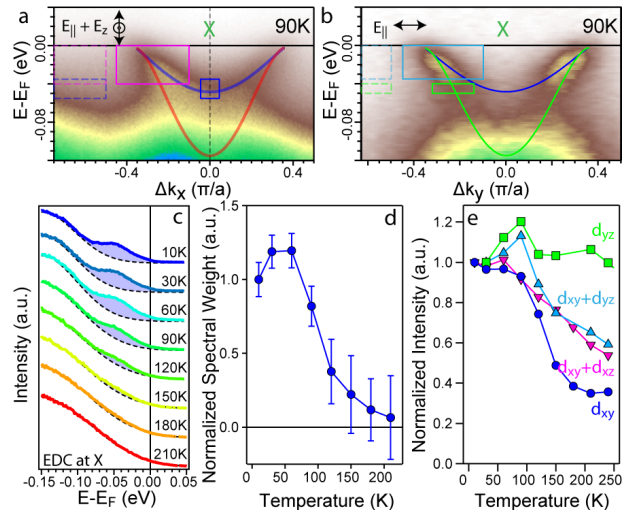 a
E|| + Ez
X
90K
E-EF (eV)
0.00
-0.08
-0.4
0.0
0.4
Δkx (π/a)
b
E||
X
90K
E-EF (eV)
0.00
-0.08
-0.4
0.0
0.4
Δky (π/a)
c
10K
30K
60K
90K
120K
150K
180K
210K
EDC at X
Intensity (a.u.)
-0.15
-0.10
-0.05
0.00
0.05
E-EF (eV)
d
Normalized Spectral Weight (a.u.)
1.5
1.0
0.5
0.0
0
50
100
150
200
Temperature (K)
e
dyz
dxy+dyz
dxy+dxz
dxy
Normalized Intensity (a.u.)
1.2
1.0
0.8
0.6
0.4
0.2
0
50
100
150
200
250
Temperature (K)